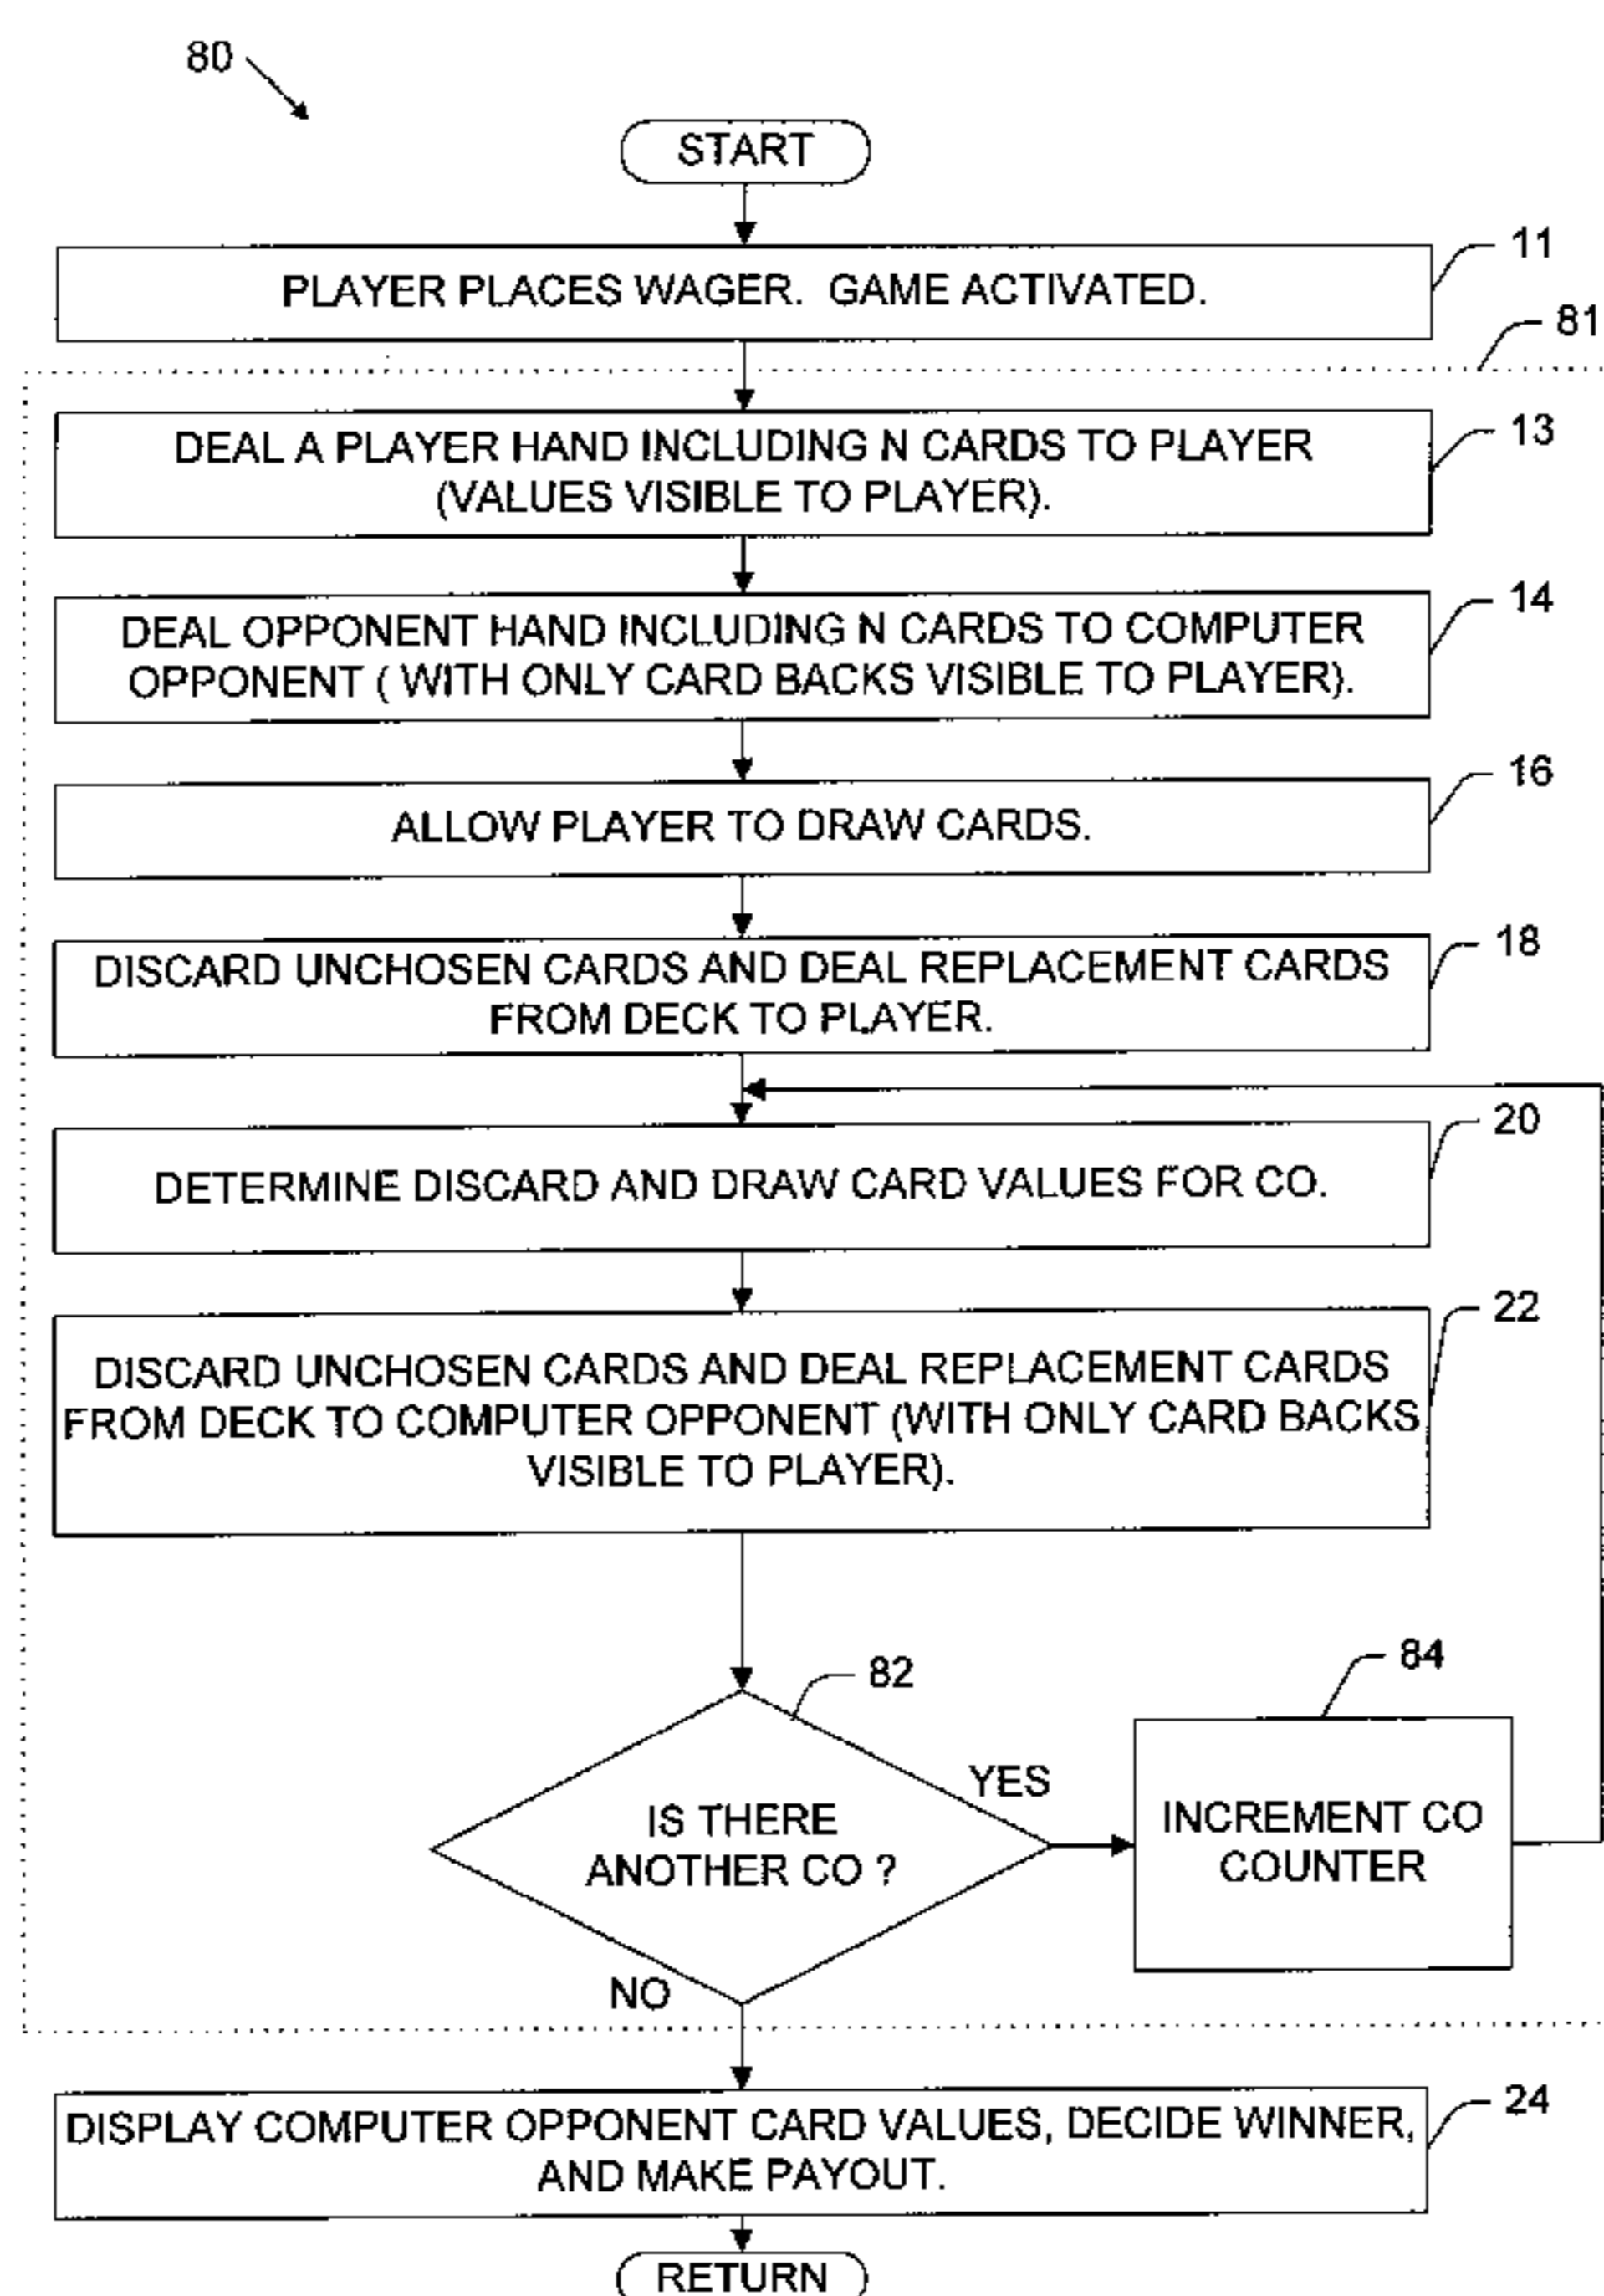 80
START
PLAYER PLACES WAGER. GAME ACTIVATED.
11
81
DEAL A PLAYER HAND INCLUDING N CARDS TO PLAYER
(VALUES VISIBLE TO PLAYER).
13
DEAL OPPONENT HAND INCLUDING N CARDS TO COMPUTER
OPPONENT ( WITH ONLY CARD BACKS VISIBLE TO PLAYER).
14
ALLOW PLAYER TO DRAW CARDS.
16
DISCARD UNCHOSEN CARDS AND DEAL REPLACEMENT CARDS
FROM DECK TO PLAYER.
18
DETERMINE DISCARD AND DRAW CARD VALUES FOR CO.
20
DISCARD UNCHOSEN CARDS AND DEAL REPLACEMENT CARDS
FROM DECK TO COMPUTER OPPONENT (WITH ONLY CARD BACKS
VISIBLE TO PLAYER).
22
IS THERE
ANOTHER CO ?
82
YES
INCREMENT CO
COUNTER
84
NO
DISPLAY COMPUTER OPPONENT CARD VALUES, DECIDE WINNER,
AND MAKE PAYOUT.
24
RETURN